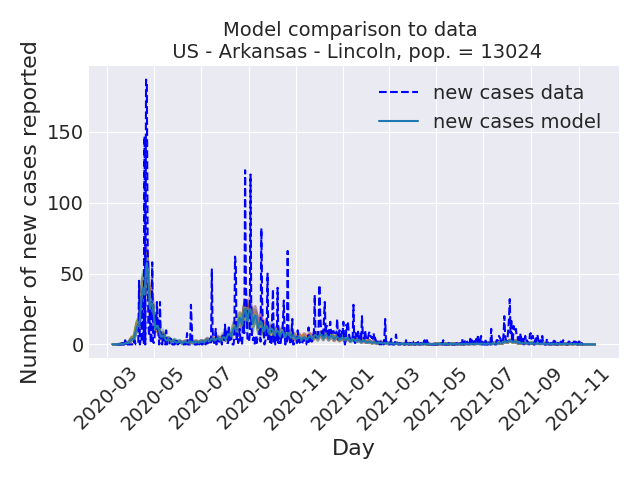 Model comparison to data
US - Arkansas - Lincoln, pop. = 13024
Number of new cases reported
150
100
50
0
new cases data
new cases model
2020-03
2020-05
2020-07
2020-09
2020-11
2021-01
2021-03
2021-05
2021-07
2021-09
2021-11
Day